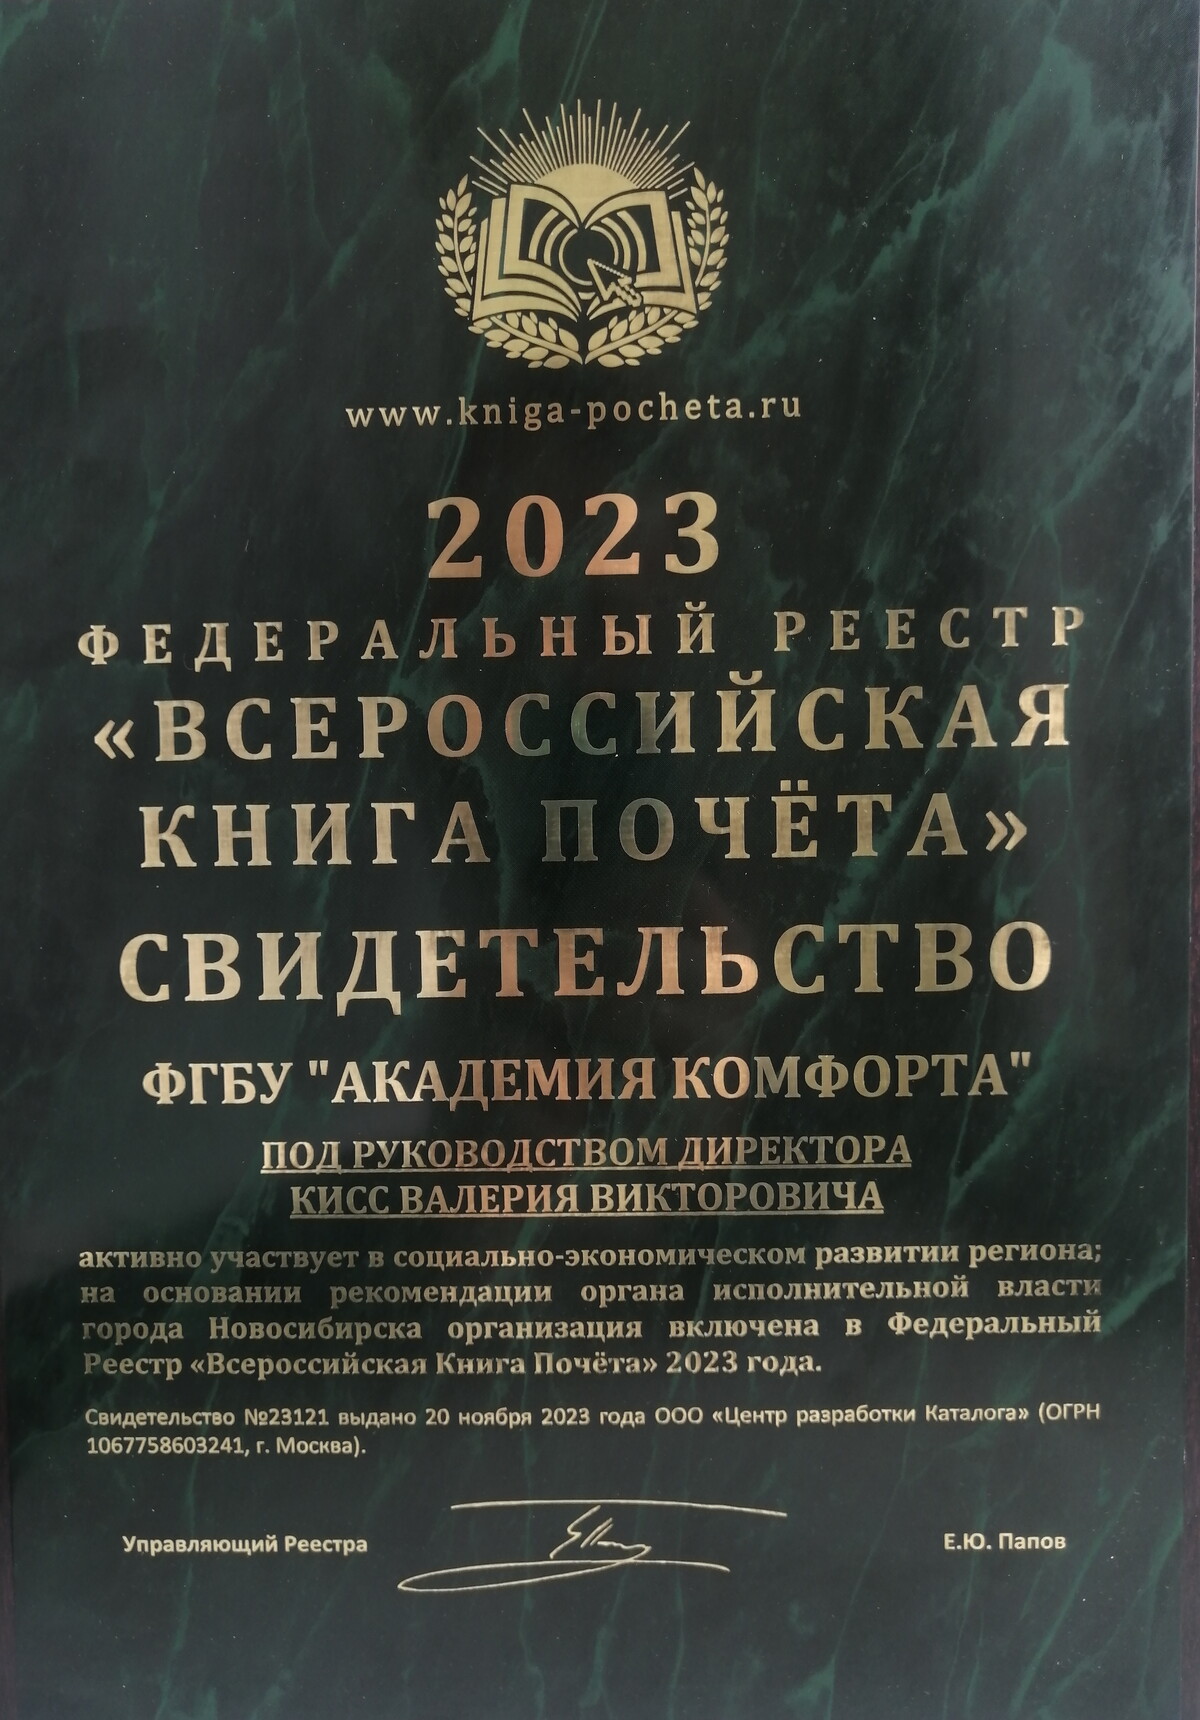 www.kniga-pocheta.ru
2023
ФЕДЕРАЛЬНЫЙ РЕЕСТР
«ВСЕРОССИЙСКАЯ
КНИГА ПОЧЁТА»
СВИДЕТЕЛЬСТВО
ФГБУ "АКАДЕМИЯ КОМФОРТА"
ПОД РУКОВОДСТВОМ ДИРЕКТОРА
КИСС ВАЛЕРИЯ ВИКТОРОВИЧА
активно участвует в социально-экономическом развитии региона;
на основании рекомендации органа исполнительной власти
города Новосибирска организация включена в Федеральный
Реестр «Всероссийская Книга Почёта» 2023 года.
Свидетельство №23121 выдано 20 ноября 2023 года ООО «Центр разработки Каталога» (ОГРН
1067758603241, г. Москва).
Управляющий Реестра
Е.Ю. Папов